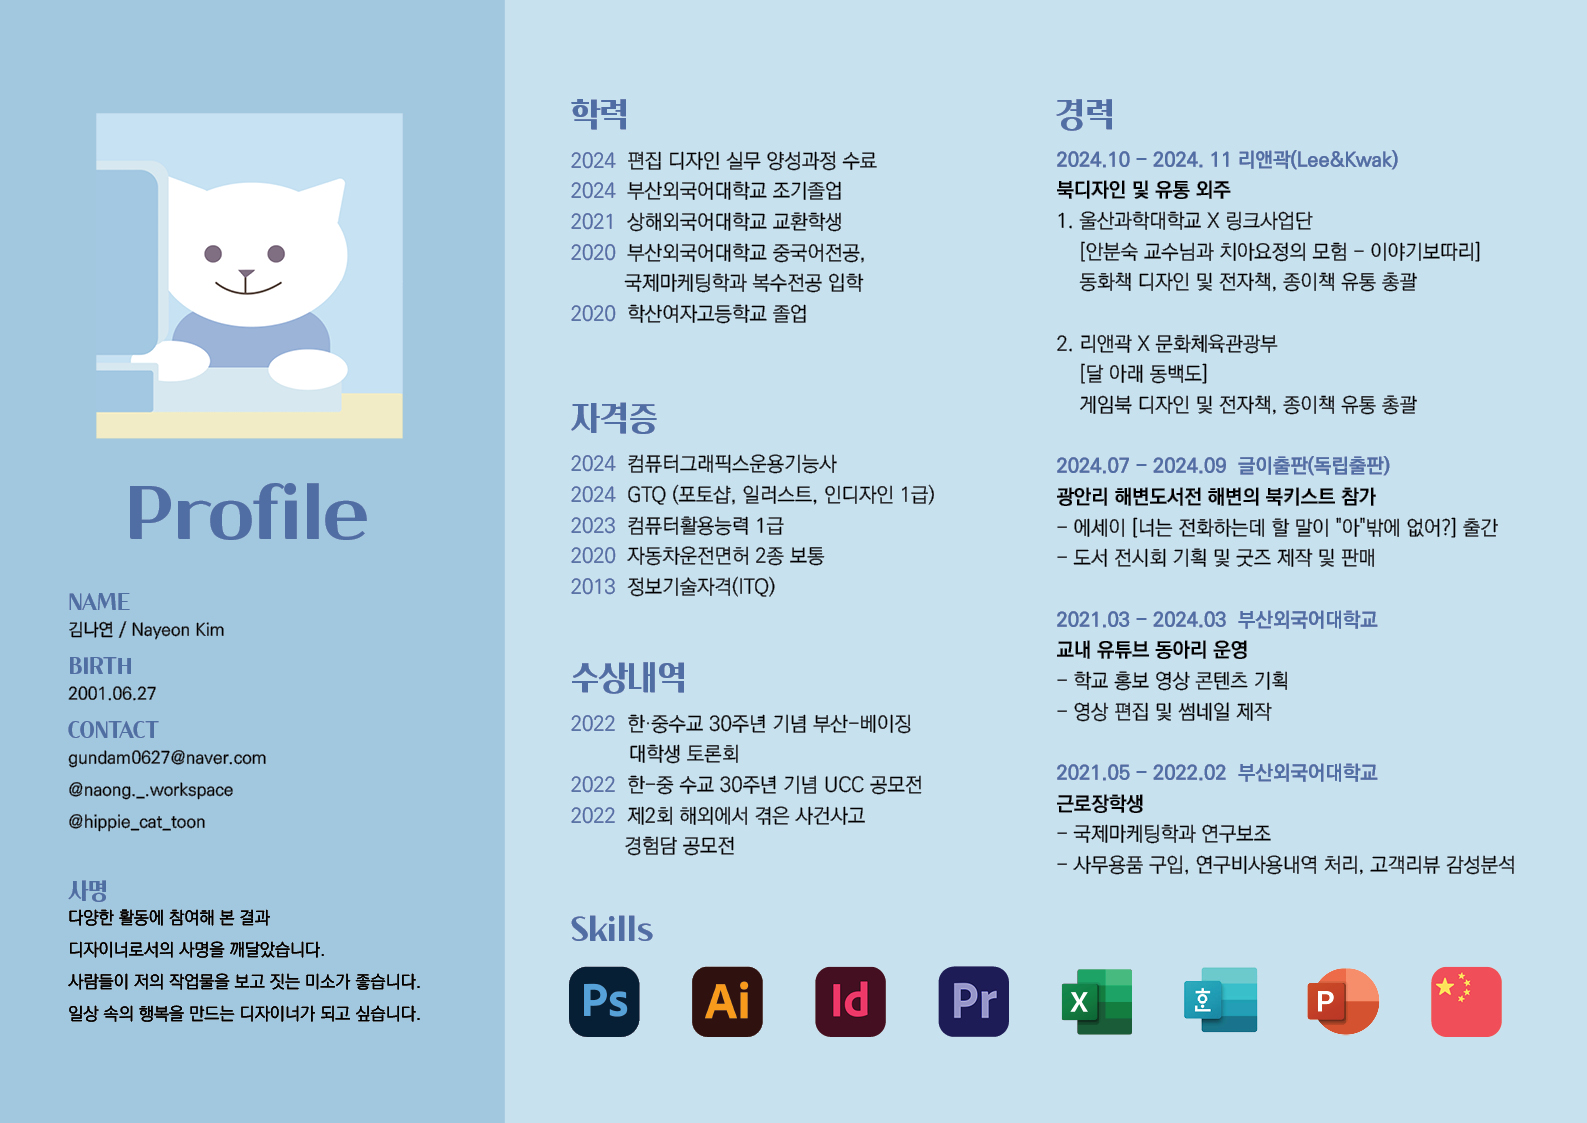 Profile
NAME
김나연 / Nayeon Kim
BIRTH
2001.06.27
CONTACT
gundam0627@naver.com
@naong._.workspace
@hippie_cat_toon
사명
다양한 활동에 참여해 본 결과
디자이너로서의 사명을 깨달았습니다.
사람들이 저의 작업물을 보고 짓는 미소가 좋습니다.
일상 속의 행복을 만드는 디자이너가 되고 싶습니다.
학력
2024 편집 디자인 실무 양성과정 수료
2024 부산외국어대학교 조기졸업
2021 상해외국어대학교 교환학생
2020 부산외국어대학교 중국어전공,
국제마케팅학과 복수전공 입학
2020 학산여자고등학교 졸업
자격증
2024 컴퓨터그래픽스운용기능사
2024 GTQ (포토샵, 일러스트, 인디자인 1급)
2023 컴퓨터활용능력 1급
2020 자동차운전면허 2종 보통
2013 정보기술자격(ITQ)
수상내역
2022 한·중수교 30주년 기념 부산-베이징
대학생 토론회
2022 한-중 수교 30주년 기념 UCC 공모전
2022 제2회 해외에서 겪은 사건사고
경험담 공모전
경력
2024.10 - 2024. 11 리앤곽(Lee&Kwak)
북디자인 및 유통 외주
1. 울산과학대학교 X 링크사업단
[안분숙 교수님과 치아요정의 모험 - 이야기보따리]
동화책 디자인 및 전자책, 종이책 유통 총괄
2. 리앤곽 X 문화체육관광부
[달 아래 동백도]
게임북 디자인 및 전자책, 종이책 유통 총괄
2024.07 - 2024.09 글이출판(독립출판)
광안리 해변도서전 해변의 북키스트 참가
- 에세이 [너는 전화하는데 할 말이 "아"밖에 없어?] 출간
- 도서 전시회 기획 및 굿즈 제작 및 판매
2021.03 - 2024.03 부산외국어대학교
교내 유튜브 동아리 운영
- 학교 홍보 영상 콘텐츠 기획
- 영상 편집 및 썸네일 제작
2021.05 - 2022.02 부산외국어대학교
근로장학생
- 국제마케팅학과 연구보조
- 사무용품 구입, 연구비사용내역 처리, 고객리뷰 감성분석
Skills
Ps Ai Id Pr X 흔 P